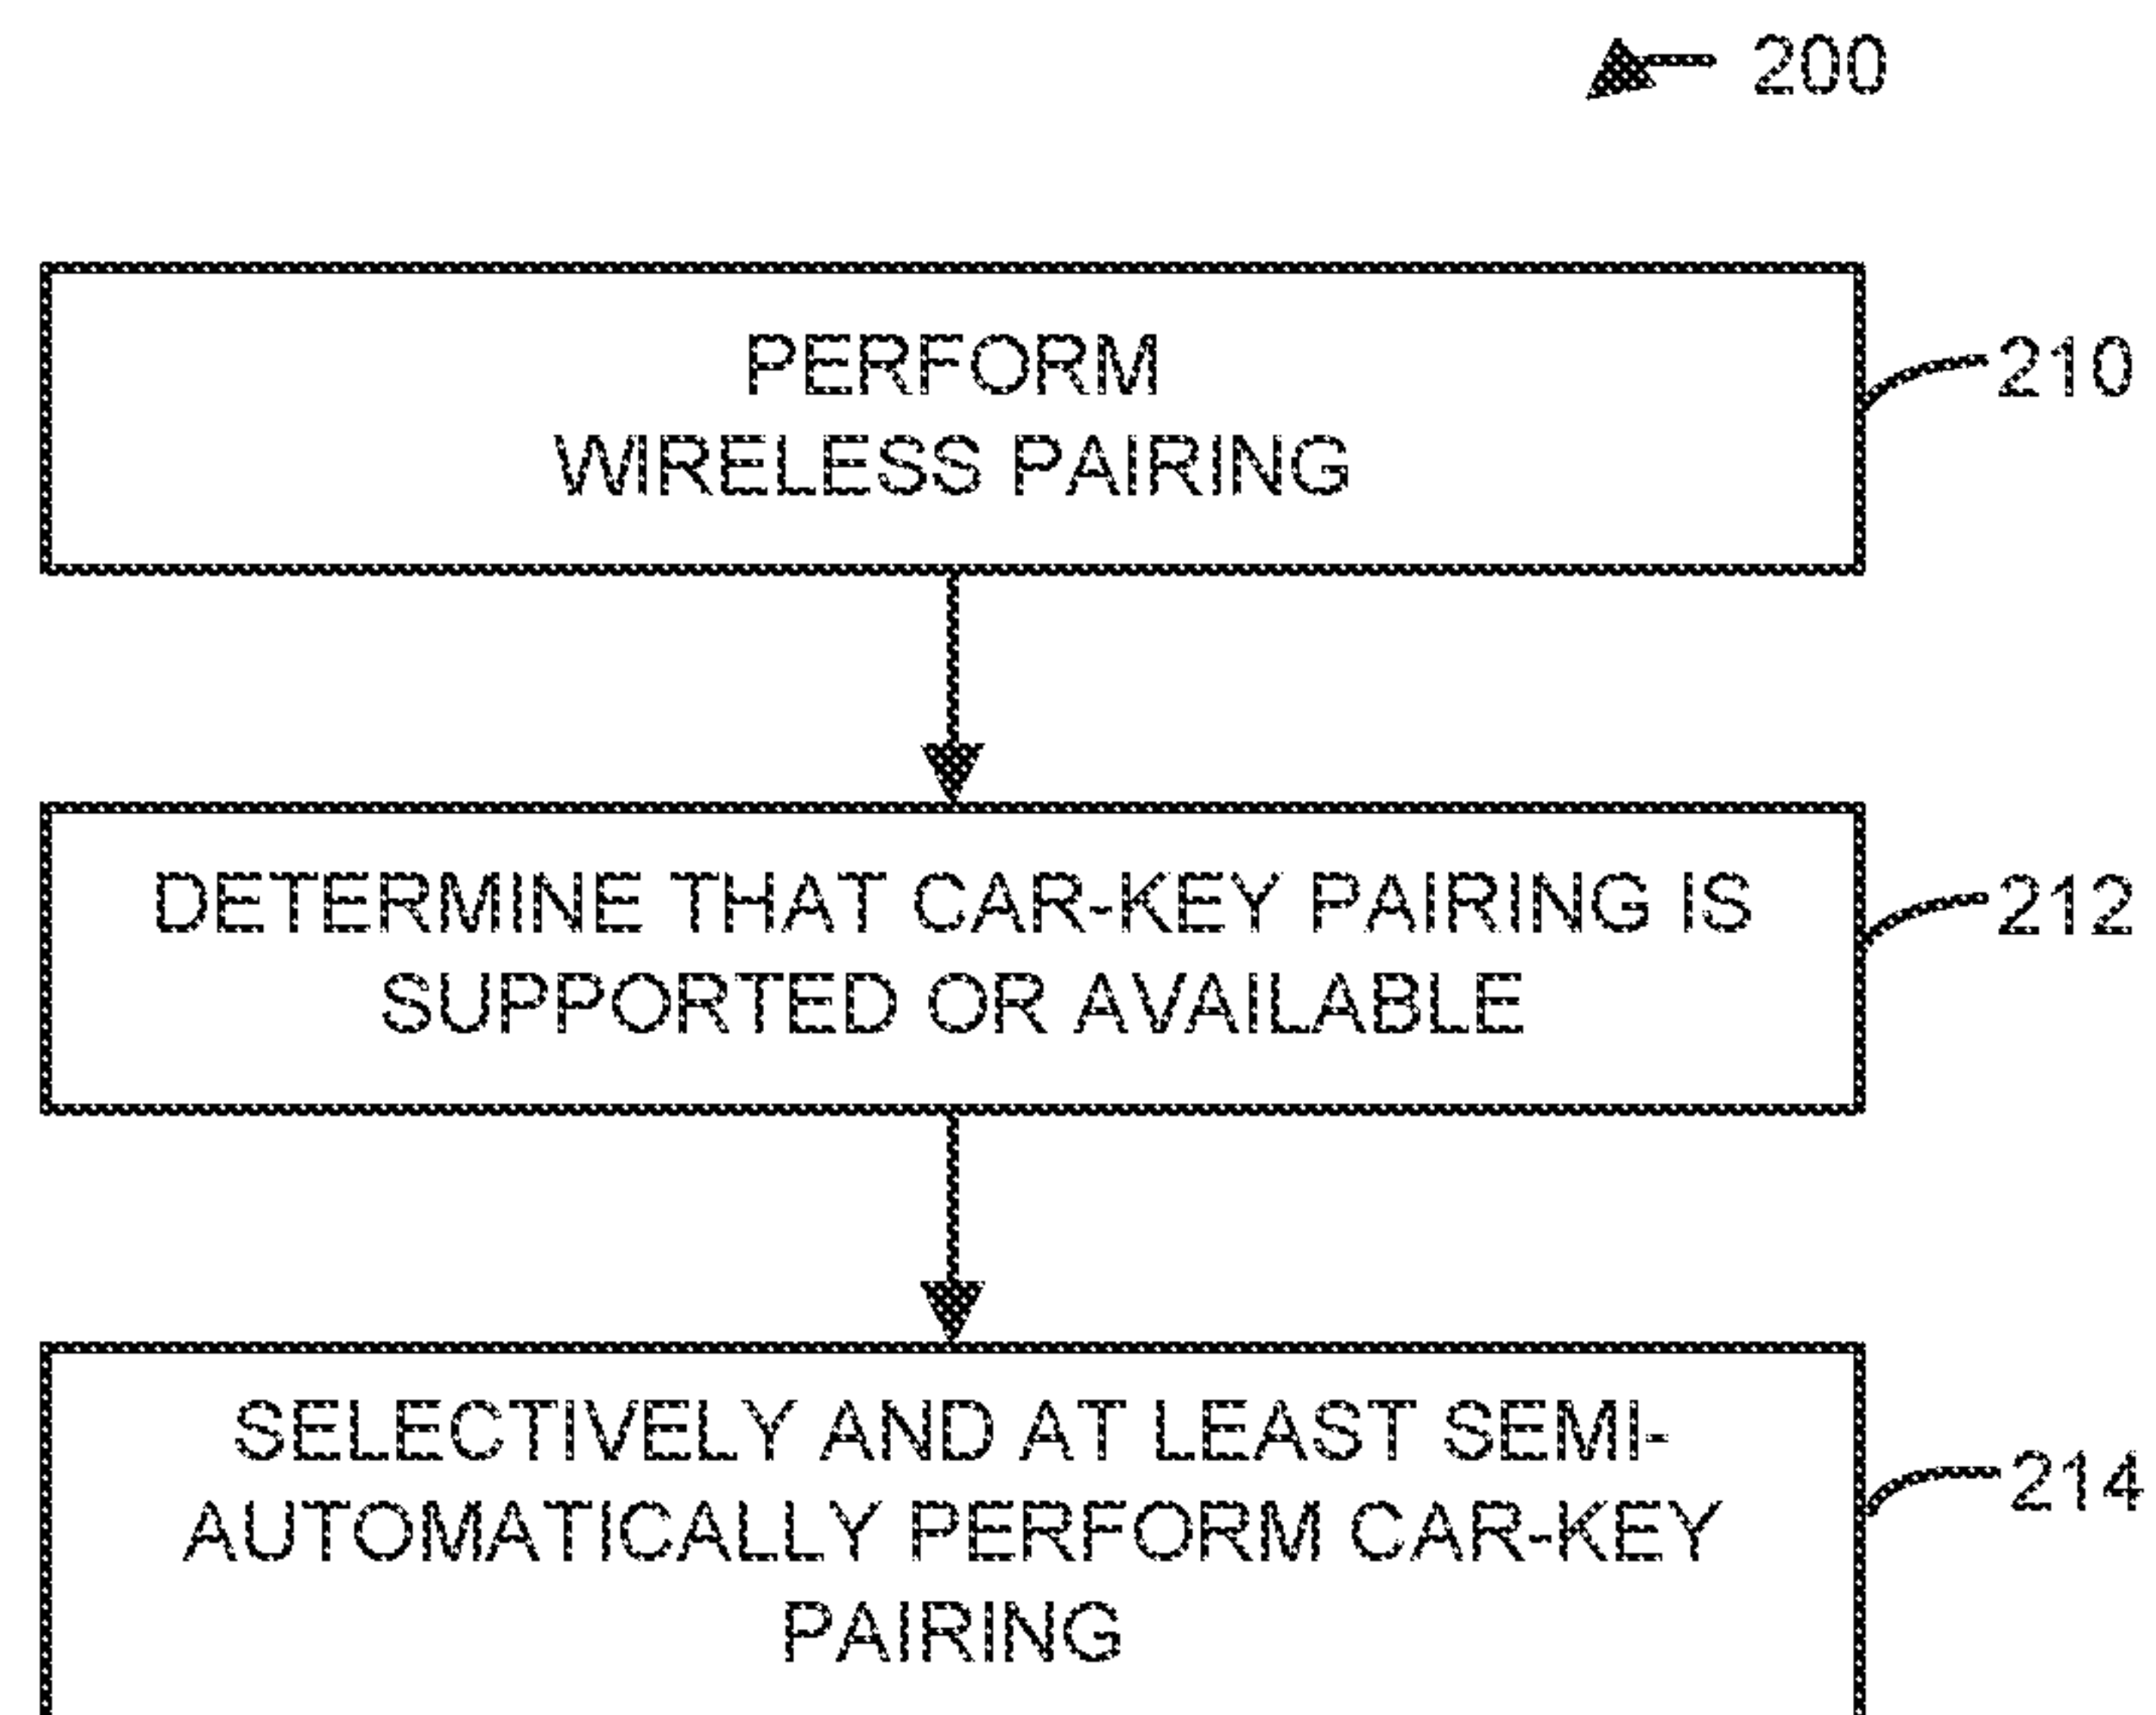 200
PERFORM
WIRELESS PAIRING
210
DETERMINE THAT CAR-KEY PAIRING IS
SUPPORTED OR AVAILABLE
212
SELECTIVELY AND AT LEAST SEMI-
AUTOMATICALLY PERFORM CAR-KEY
PAIRING
214